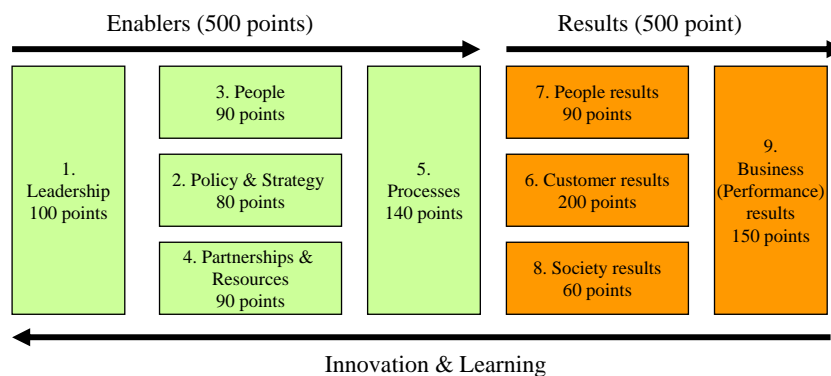 Enablers (500 points)
Results (500 point)
1.
Leadership
100 points
3. People
90 points
2. Policy & Strategy
80 points
4. Partnerships &
Resources
90 points
5.
Processes
140 points
7. People results
90 points
6. Customer results
200 points
8. Society results
60 points
9.
Business
(Performance)
results
150 points
Innovation & Learning